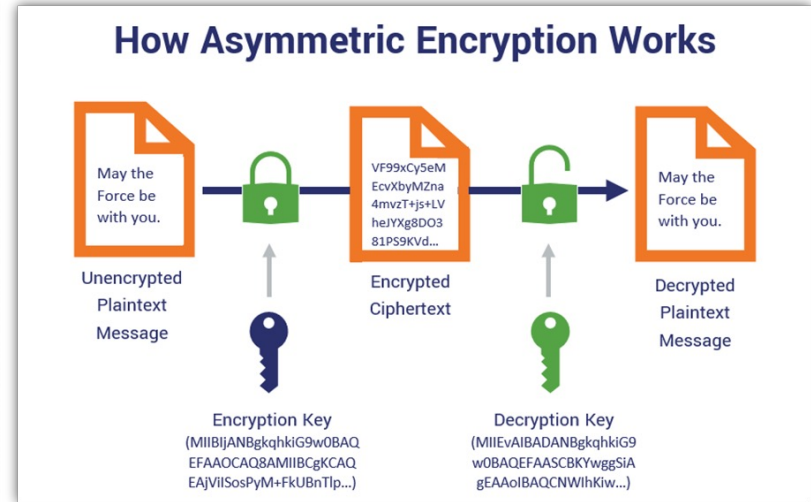 How Asymmetric Encryption Works
May the
Force be
with you.
Unencrypted
Plaintext
Message
VF99xCy5eM
EcvXbyMZna
4mvzT+js+LV
heJYXg8DO3
81PS9KVd...
Encrypted
Ciphertext
May the
Force be
with you.
Decrypted
Plaintext
Message
Encryption Key
(MIIBIjANBgkqhkiG9w0BAQ
EFAAOCAQ8AMIIBCgKCAQ
EAjViISosPyM+FkUBnTlp...)
Decryption Key
(MIIEvAIBADANBgkqhkiG9
w0BAQEFAASCBKYwggSiA
gEAAoIBAQCNWIhKiw...)